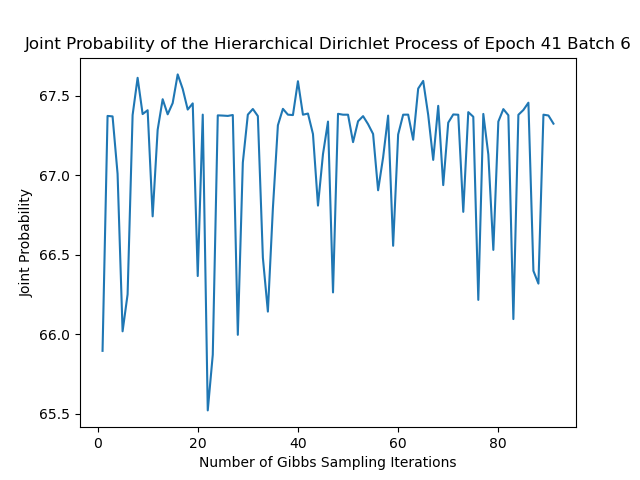 Joint Probability of the Hierarchical Dirichlet Process of Epoch 41 Batch 6
67.5
67.0
66.5
66.0
65.5
Joint Probability
0 20 40 60 80
Number of Gibbs Sampling Iterations